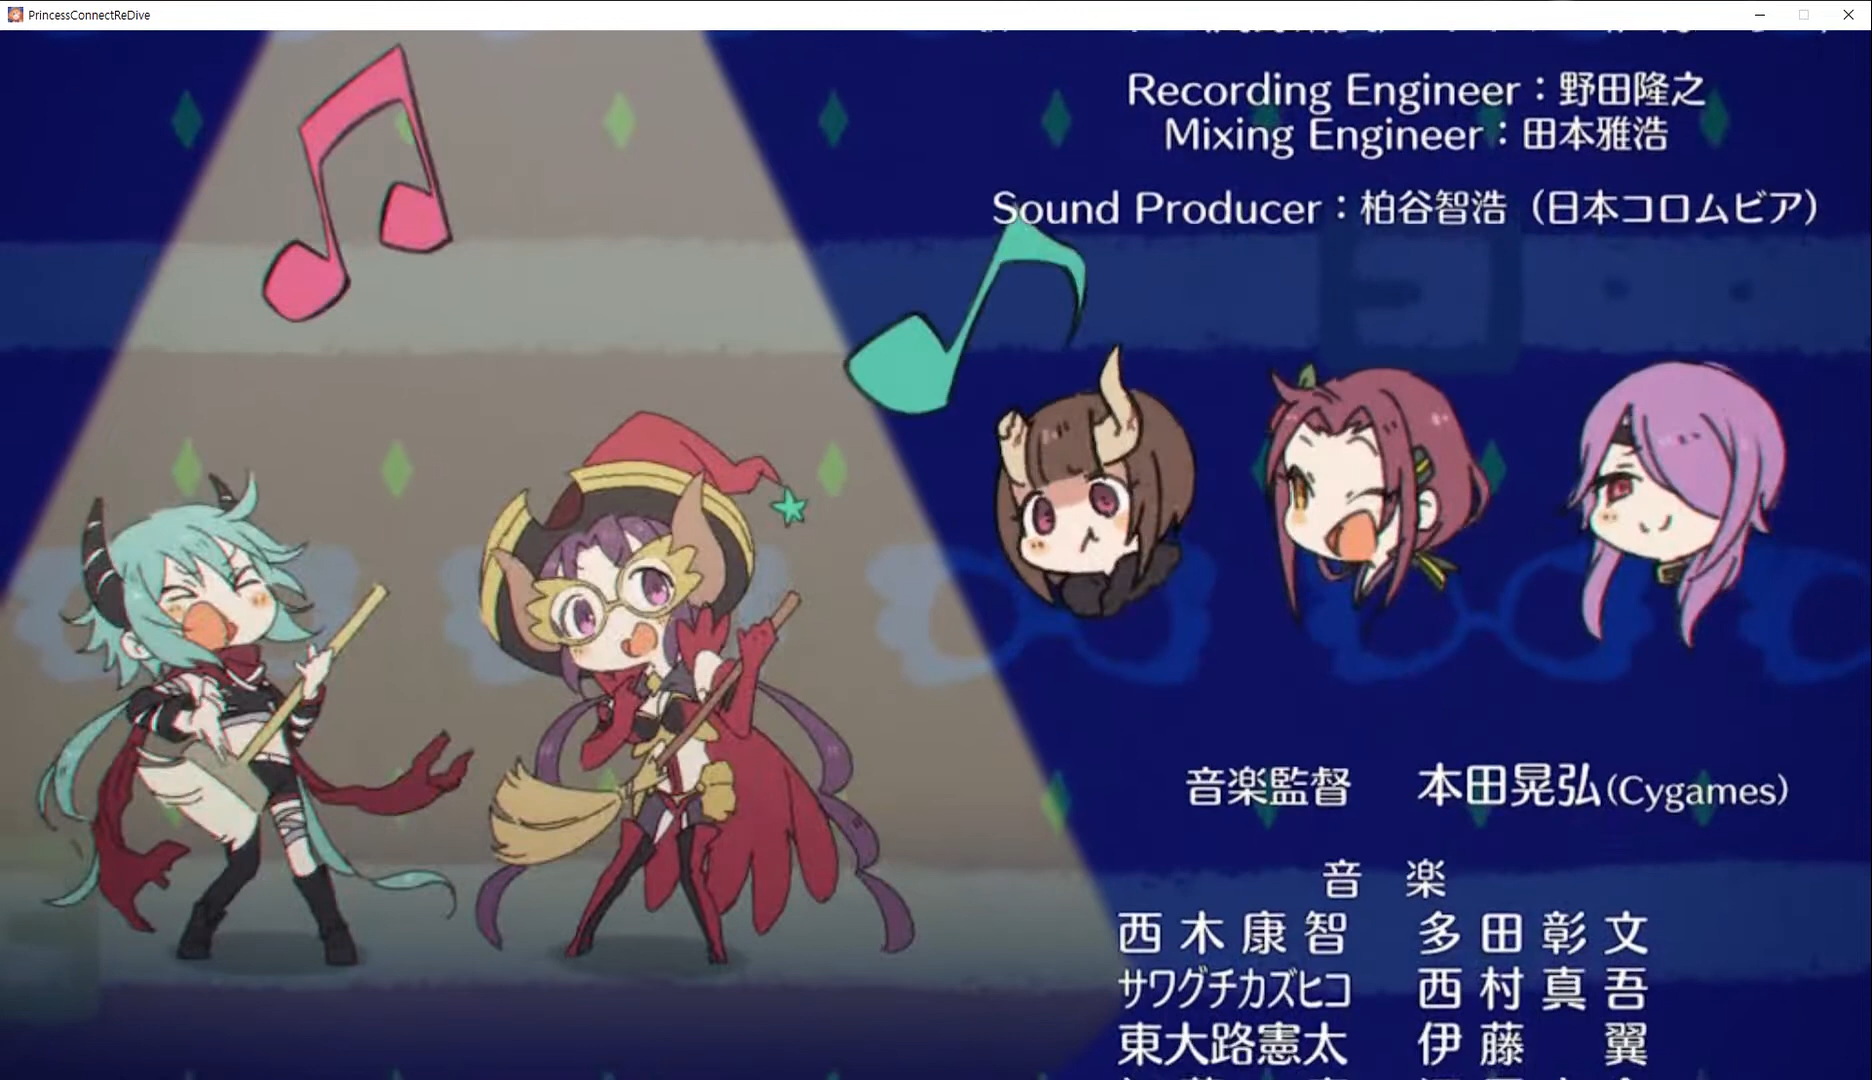 PrincessConnectReDive
Recording Engineer：野田隆之
Mixing Engineer：田本雅浩
Sound Producer：柏谷智浩（日本コロムビア）
音楽監督　本田晃弘(Cygames)
音　楽
西木康智　多田彰文
サワグチカズヒコ　西村真吾
東大路憲太　伊藤　翼